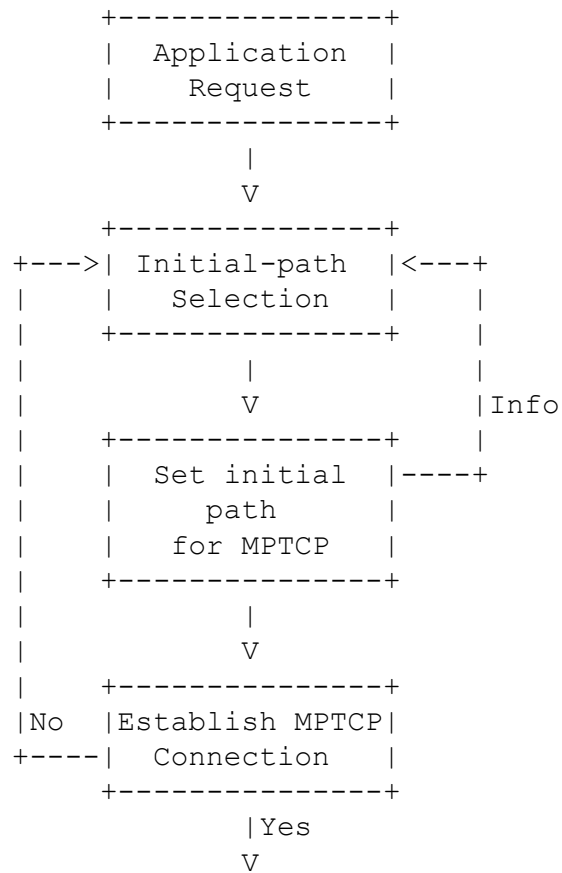 Application
Request
V
Initial-path
Selection
V
Info
Set initial
path
for MPTCP
V
No
Establish MPTCP
Connection
Yes
V